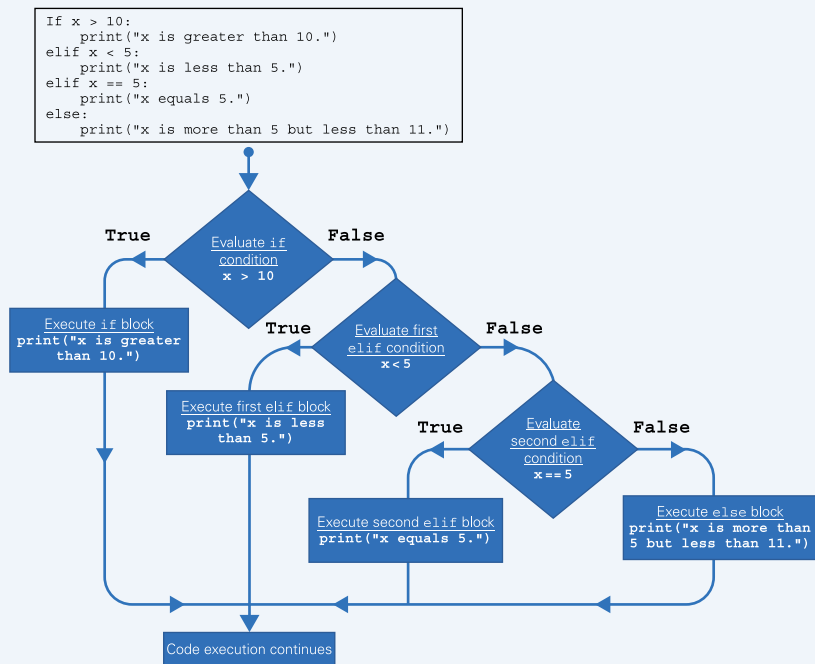 If x > 10:
    print("x is greater than 10.")
elif x < 5:
    print("x is less than 5.")
elif x == 5:
    print("x equals 5.")
else:
    print("x is more than 5 but less than 11.")
True
False
Evaluate if
condition
x > 10
Execute if block
print("x is greater
than 10.")
True
False
Evaluate first
elif condition
x<5
Execute first elif block
print("x is less
than 5.")
True
False
Evaluate
second elif
condition
x==5
Execute second elif block
print("x equals 5.")
Execute else block
print("x is more than
5 but less than 11.")
Code execution continues